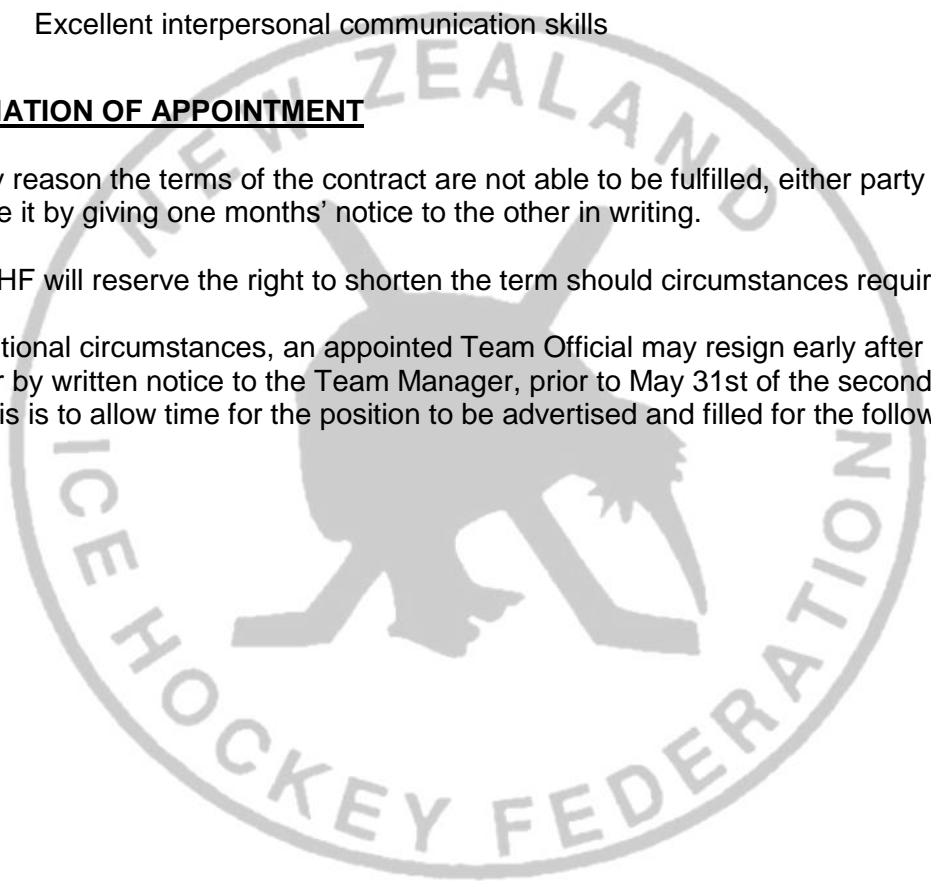 Excellent interpersonal communication skills
NATION OF APPOINTMENT
y reason the terms of the contract are not able to be fulfilled, either party
e it by giving one months’ notice to the other in writing.
HF will reserve the right to shorten the term should circumstances requir
tional circumstances, an appointed Team Official may resign early after
r by written notice to the Team Manager, prior to May 31st of the second
is is to allow time for the position to be advertised and filled for the follow
NEW ZEALAND
ICE HOCKEY FEDERATION